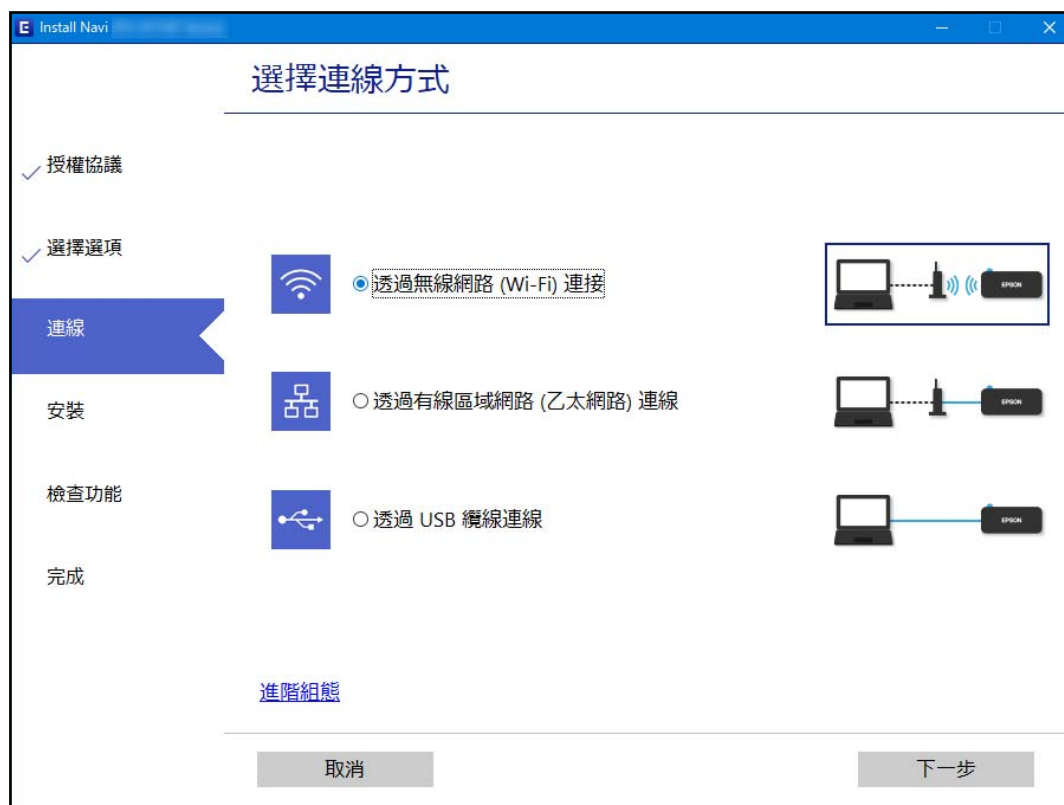 Install Navi
選擇連線方式
授權協議
選擇選項
連線
安裝
檢查功能
完成
透過無線網路 (Wi-Fi) 連接
EPSON
透過有線區域網路 (乙太網路) 連線
EPSON
透過 USB 纜線連線
EPSON
進階組態
取消
下一步